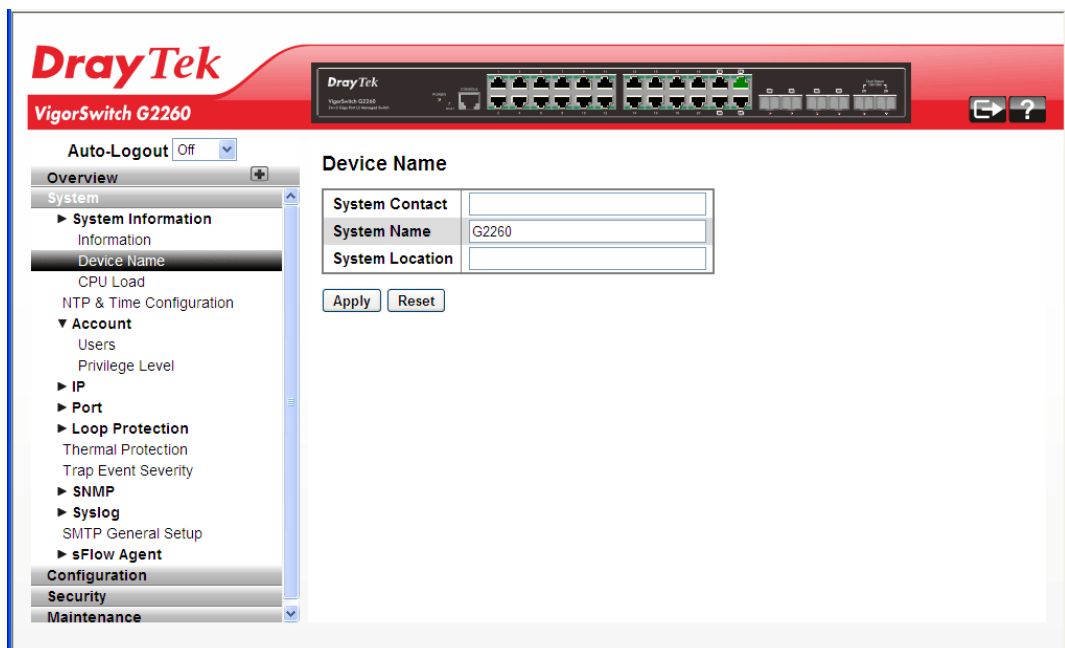 DrayTek
VigorSwitch G2260
DrayTek
VigorSwitch G2260
POWER
CONSOLE
Auto-Logout Off
Overview
System
System Information
Information
Device Name
CPU Load
NTP & Time Configuration
Account
Users
Privilege Level
IP
Port
Loop Protection
Thermal Protection
Trap Event Severity
SNMP
Syslog
SMTP General Setup
sFlow Agent
Configuration
Security
Maintenance
Device Name
System Contact
System Name G2260
System Location
Apply Reset